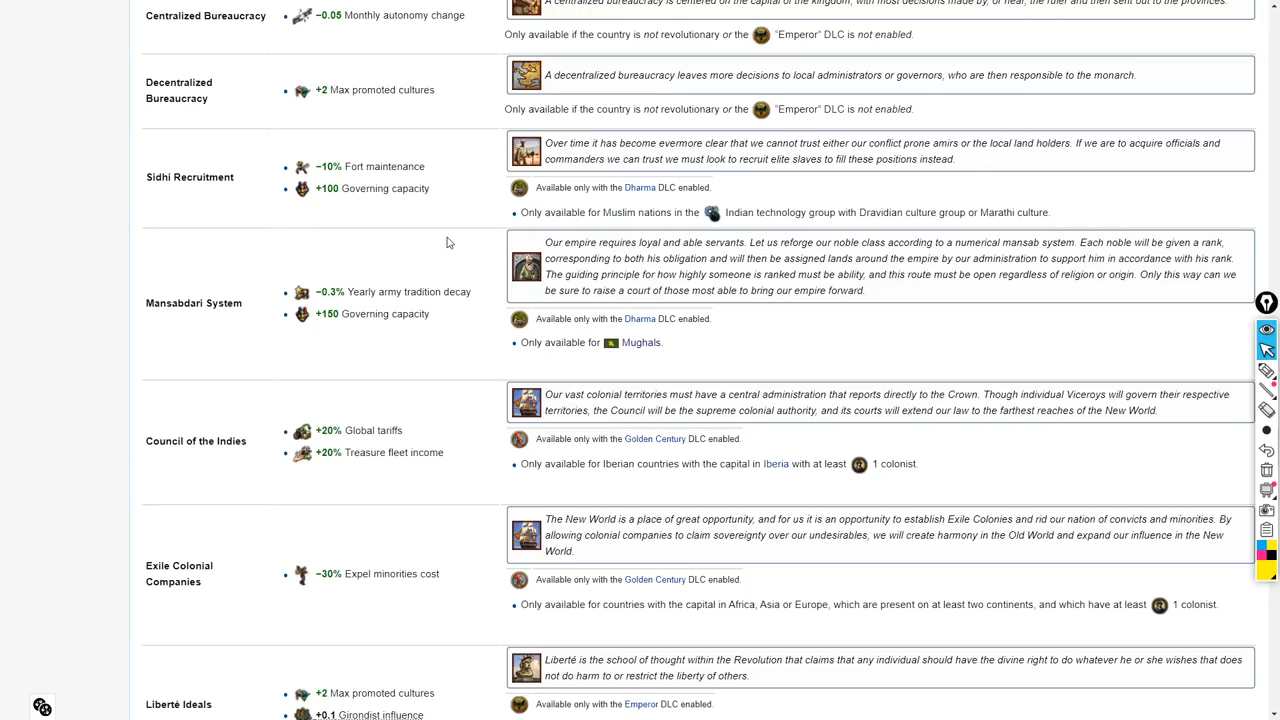 A centralized bureaucracy is centered on the capital of the kingdom, with most decisions made by, or near, the ruler and then sent out to the provinces.
Centralized Bureaucracy
−0.05 Monthly autonomy change
Only available if the country is not revolutionary or the "Emperor" DLC is not enabled.
Decentralized
Bureaucracy
+2 Max promoted cultures
A decentralized bureaucracy leaves more decisions to local administrators or governors, who are then responsible to the monarch.
Only available if the country is not revolutionary or the "Emperor" DLC is not enabled.
Sidhi Recruitment
−10% Fort maintenance
+100 Governing capacity
Over time it has become evermore clear that we cannot trust either our conflict prone amirs or the local land holders. If we are to acquire officials and
commanders we can trust we must look to recruit elite slaves to fill these positions instead.
Available only with the Dharma DLC enabled.
Only available for Muslim nations in the Indian technology group with Dravidian culture group or Marathi culture.
Mansabdari System
−0.3% Yearly army tradition decay
+150 Governing capacity
Our empire requires loyal and able servants. Let us reforge our noble class according to a numerical mansab system. Each noble will be given a rank,
corresponding to both his obligation and will then be assigned lands around the empire by our administration to support him in accordance with his rank.
The guiding principle for how highly someone is ranked must be ability, and this route must be open regardless of religion or origin. Only this way can we
be sure to raise a court of those most able to bring our empire forward.
Available only with the Dharma DLC enabled.
Only available for Mughals.
Council of the Indies
+20% Global tariffs
+20% Treasure fleet income
Our vast colonial territories must have a central administration that reports directly to the Crown. Though individual Viceroys will govern their respective
territories, the Council will be the supreme colonial authority, and its courts will extend our law to the farthest reaches of the New World.
Available only with the Golden Century DLC enabled.
Only available for Iberian countries with the capital in Iberia with at least 1 colonist.
Exile Colonial
Companies
−30% Expel minorities cost
The New World is a place of great opportunity, and for us it is an opportunity to establish Exile Colonies and rid our nation of convicts and minorities. By
allowing colonial companies to claim sovereignty over our undesirables, we will create harmony in the Old World and expand our influence in the New
World.
Available only with the Golden Century DLC enabled.
Only available for countries with the capital in Africa, Asia or Europe, which are present on at least two continents, and which have at least 1 colonist.
Liberté Ideals
+2 Max promoted cultures
+0.1 Girondist influence
Liberté is the school of thought within the Revolution that claims that any individual should have the divine right to do whatever he or she wishes that does
not do harm to or restrict the liberty of others.
Available only with the Emperor DLC enabled.